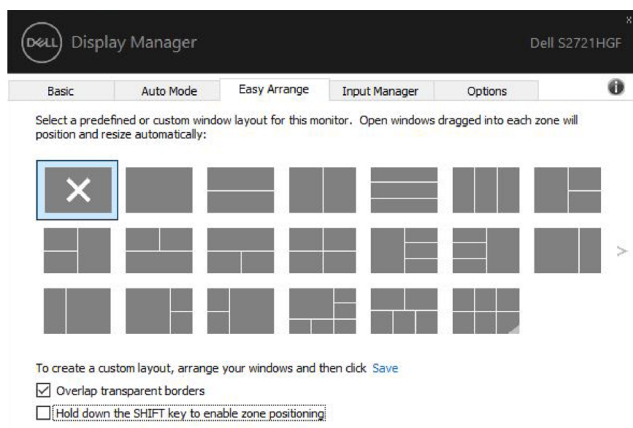 DELL Display Manager Dell S2721HGF
Basic Auto Mode Easy Arrange Input Manager Options
Select a predefined or custom window layout for this monitor. Open windows dragged into each zone will
position and resize automatically:
To create a custom layout, arrange your windows and then click Save
Overlap transparent borders
Hold down the SHIFT key to enable zone positioning